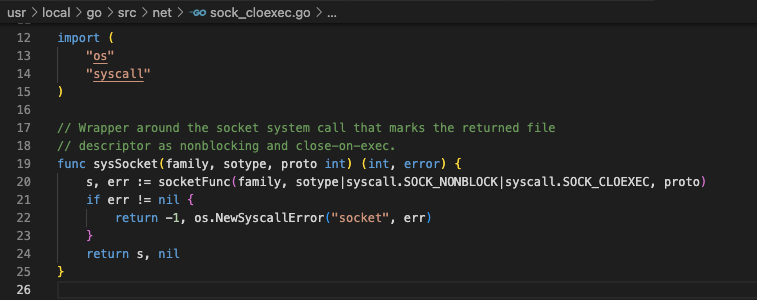 usr > local > go > src > net > GO sock_cloexec.go > ...
12 import (
13     "os"
14     "syscall"
15 )
16
17 // Wrapper around the socket system call that marks the returned file
18 // descriptor as nonblocking and close-on-exec.
19 func sysSocket(family, sotype, proto int) (int, error) {
20     s, err := socketFunc(family, sotype|syscall.SOCK_NONBLOCK|syscall.SOCK_CLOEXEC, proto)
21     if err != nil {
22         return -1, os.NewSyscallError("socket", err)
23     }
24     return s, nil
25 }
26